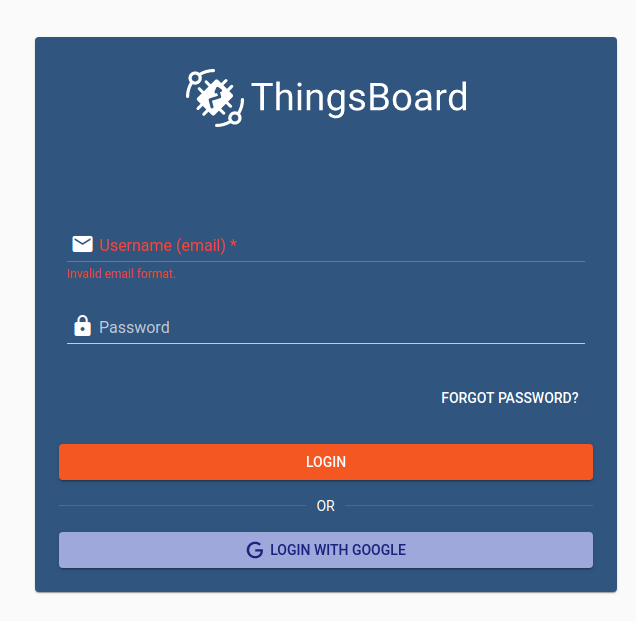 ThingsBoard
Username (email) *
Invalid email format.
Password
FORGOT PASSWORD?
LOGIN
OR
LOGIN WITH GOOGLE